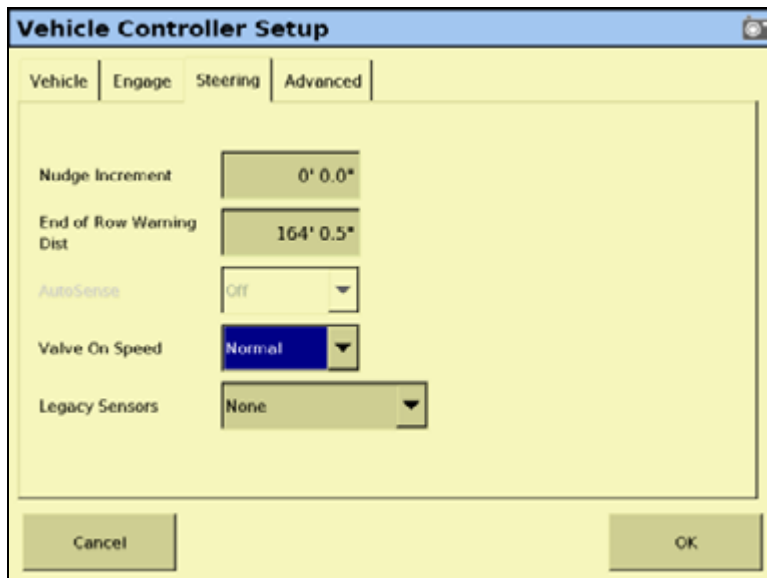 Vehicle Controller Setup
Vehicle Engage Steering Advanced
Nudge Increment 0' 0.0"
End of Row Warning
Dist 164' 0.5"
AutoSense Off
Valve On Speed Normal
Legacy Sensors None
Cancel OK